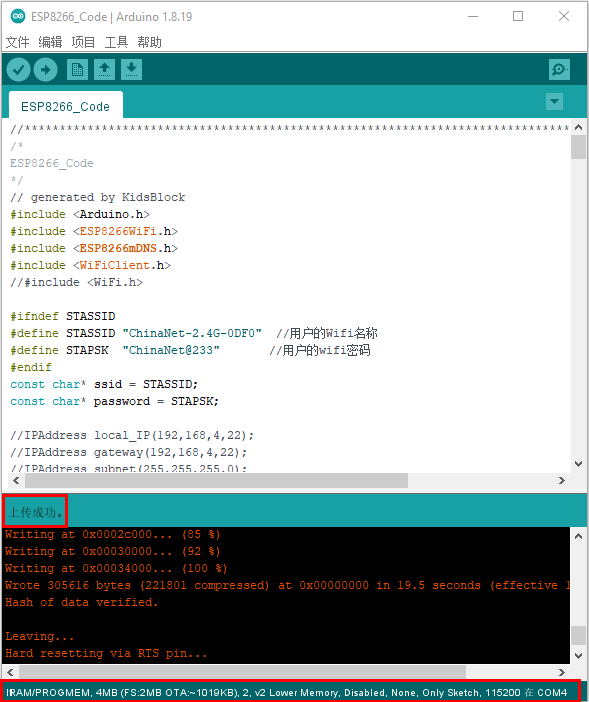 ESP8266_Code | Arduino 1.8.19
文件 编辑 项目 工具 帮助
ESP8266_Code
//******************************************************************************
/*
ESP8266_Code
*/
// generated by KidsBlock
#include <Arduino.h>
#include <ESP8266WiFi.h>
#include <ESP8266mDNS.h>
#include <WiFiClient.h>
//#include <WiFi.h>
#ifndef STASSID
#define STASSID "ChinaNet-2.4G-0DF0"  //用户的Wifi名称
#define STAPSK  "ChinaNet@233"       //用户的wifi密码
#endif
const char* ssid = STASSID;
const char* password = STAPSK;
//IPAddress local_IP(192,168,4,22);
//IPAddress gateway(192,168,4,22);
//IPAddress subnet(255,255,255,0);
上传成功。
Writing at 0x0002c000... (85 %)
Writing at 0x00030000... (92 %)
Writing at 0x00034000... (100 %)
Wrote 305616 bytes (221801 compressed) at 0x00000000 in 19.5 seconds (effective 1
Hash of data verified.
Leaving...
Hard resetting via RTS pin...
IRAM/PROGMEM, 4MB (FS:2MB OTA:~1019KB), 2, v2 Lower Memory, Disabled, None, Only Sketch, 115200 在 COM4